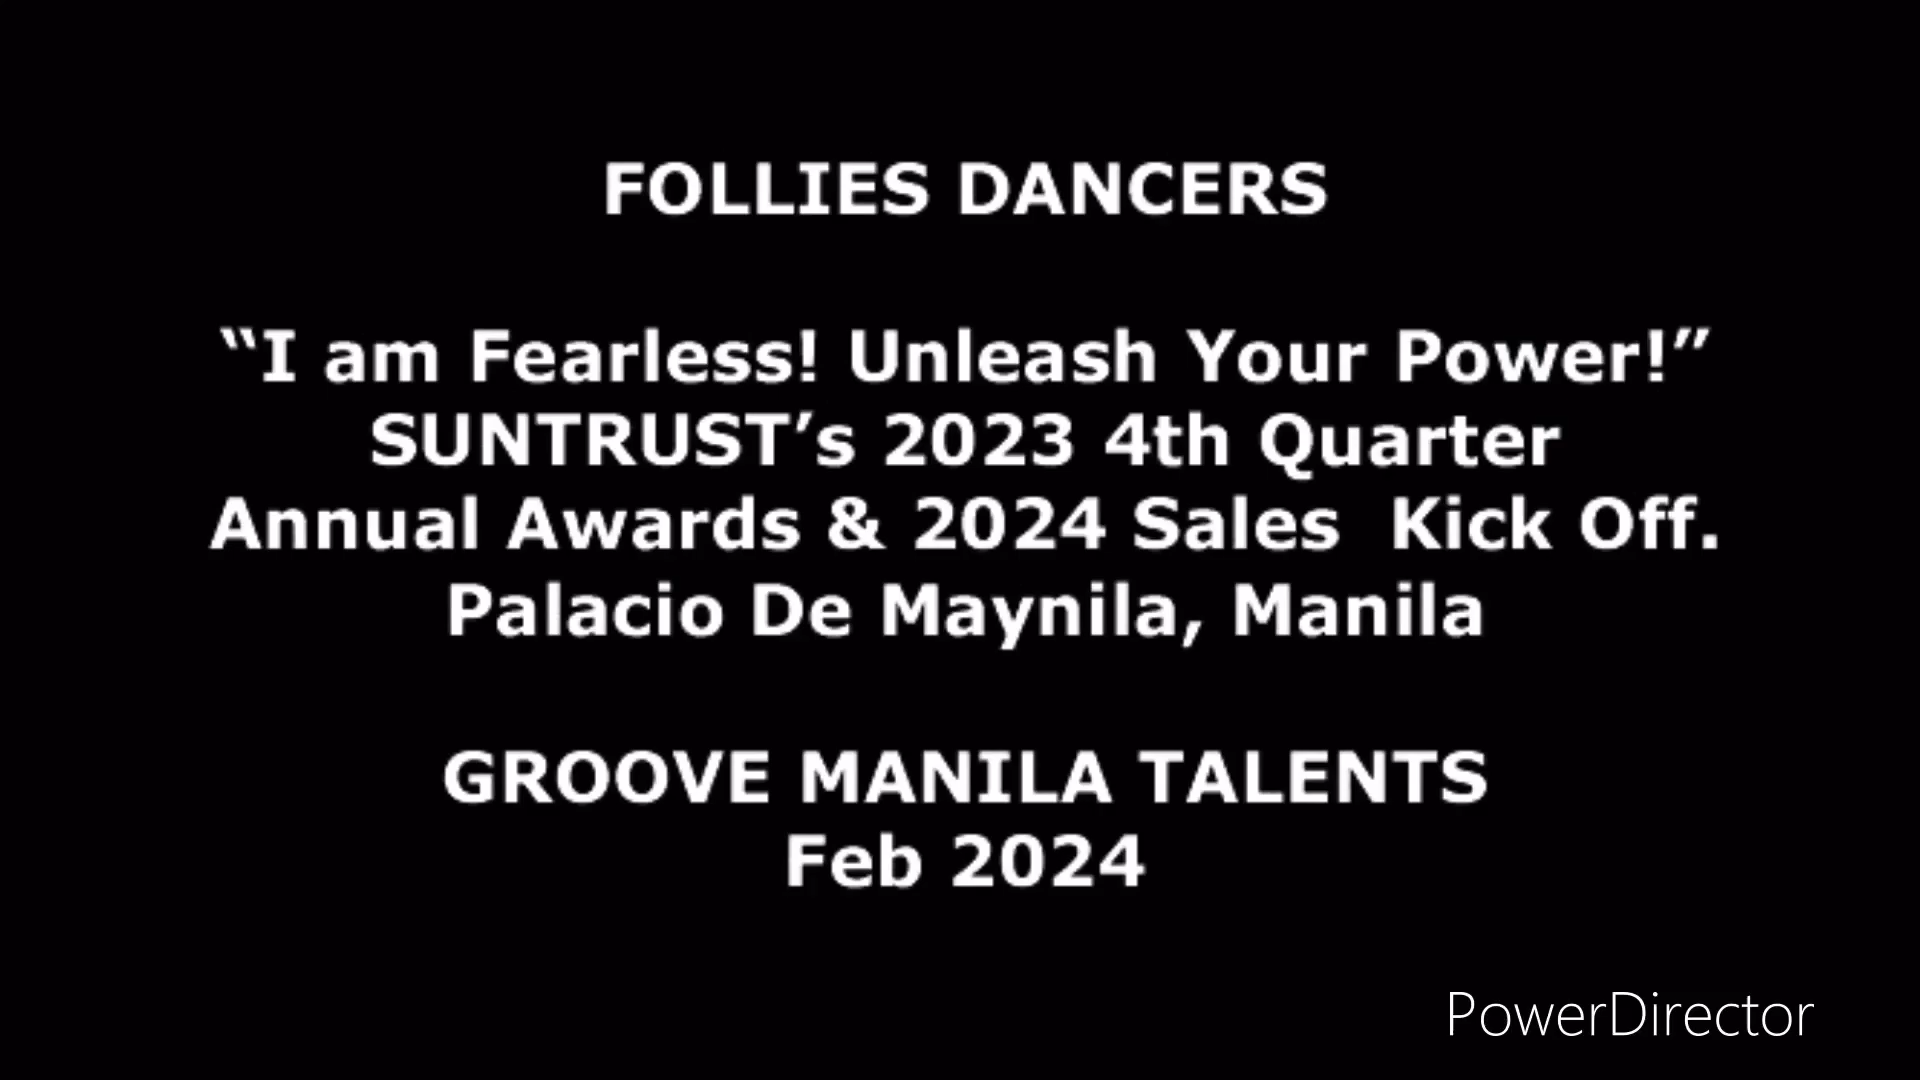 FOLLIES DANCERS
“I am Fearless! Unleash Your Power!”
SUNTRUST’s 2023 4th Quarter
Annual Awards & 2024 Sales  Kick Off.
Palacio De Maynila, Manila
GROOVE MANILA TALENTS
Feb 2024
PowerDirector